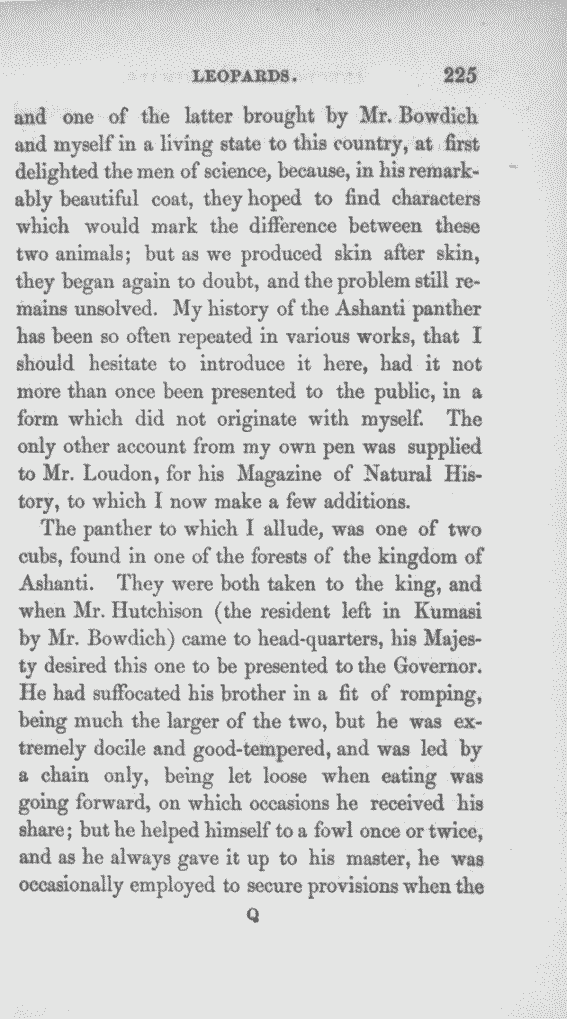 LEOPARDS. 225
and one of the latter brought by Mr. Bowdich
and myself in a living state to this country, at first
delighted the men of science, because, in his remark-
ably beautiful coat, they hoped to find characters
which would mark the difference between these
two animals; but as we produced skin after skin,
they began again to doubt, and the problem still re-
mains unsolved. My history of the Ashanti panther
has been so often repeated in various works, that I
should hesitate to introduce it here, had it not
more than once been presented to the public, in a
form which did not originate with myself. The
only other account from my own pen was supplied
to Mr. Loudon, for his Magazine of Natural His-
tory, to which I now make a few additions.
The panther to which I allude, was one of two
cubs, found in one of the forests of the kingdom of
Ashanti. They were both taken to the king, and
when Mr. Hutchison (the resident left in Kumasi
by Mr. Bowdich) came to head-quarters, his Majes-
ty desired this one to be presented to the Governor.
He had suffocated his brother in a fit of romping,
being much the larger of the two, but he was ex-
tremely docile and good-tempered, and was led by
a chain only, being let loose when eating was
going forward, on which occasions he received his
share; but he helped himself to a fowl once or twice,
and as he always gave it up to his master, he was
occasionally employed to secure provisions when the
Q